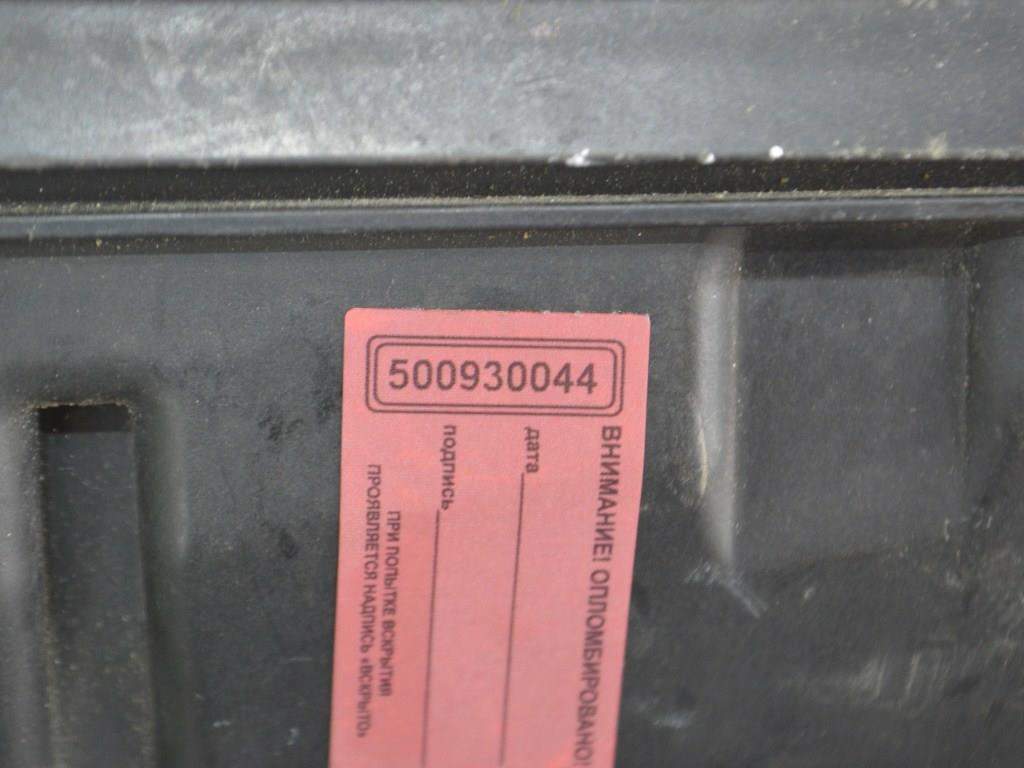 500930044
ВНИМАНИЕ! ОПЛОМБИРОВАНО!
дата
подпись
ПРИ ПОПЫТКЕ ВСКРЫТИЯ
ПРОЯВЛЯЕТСЯ НАДПИСЬ «ВСКРЫТО»